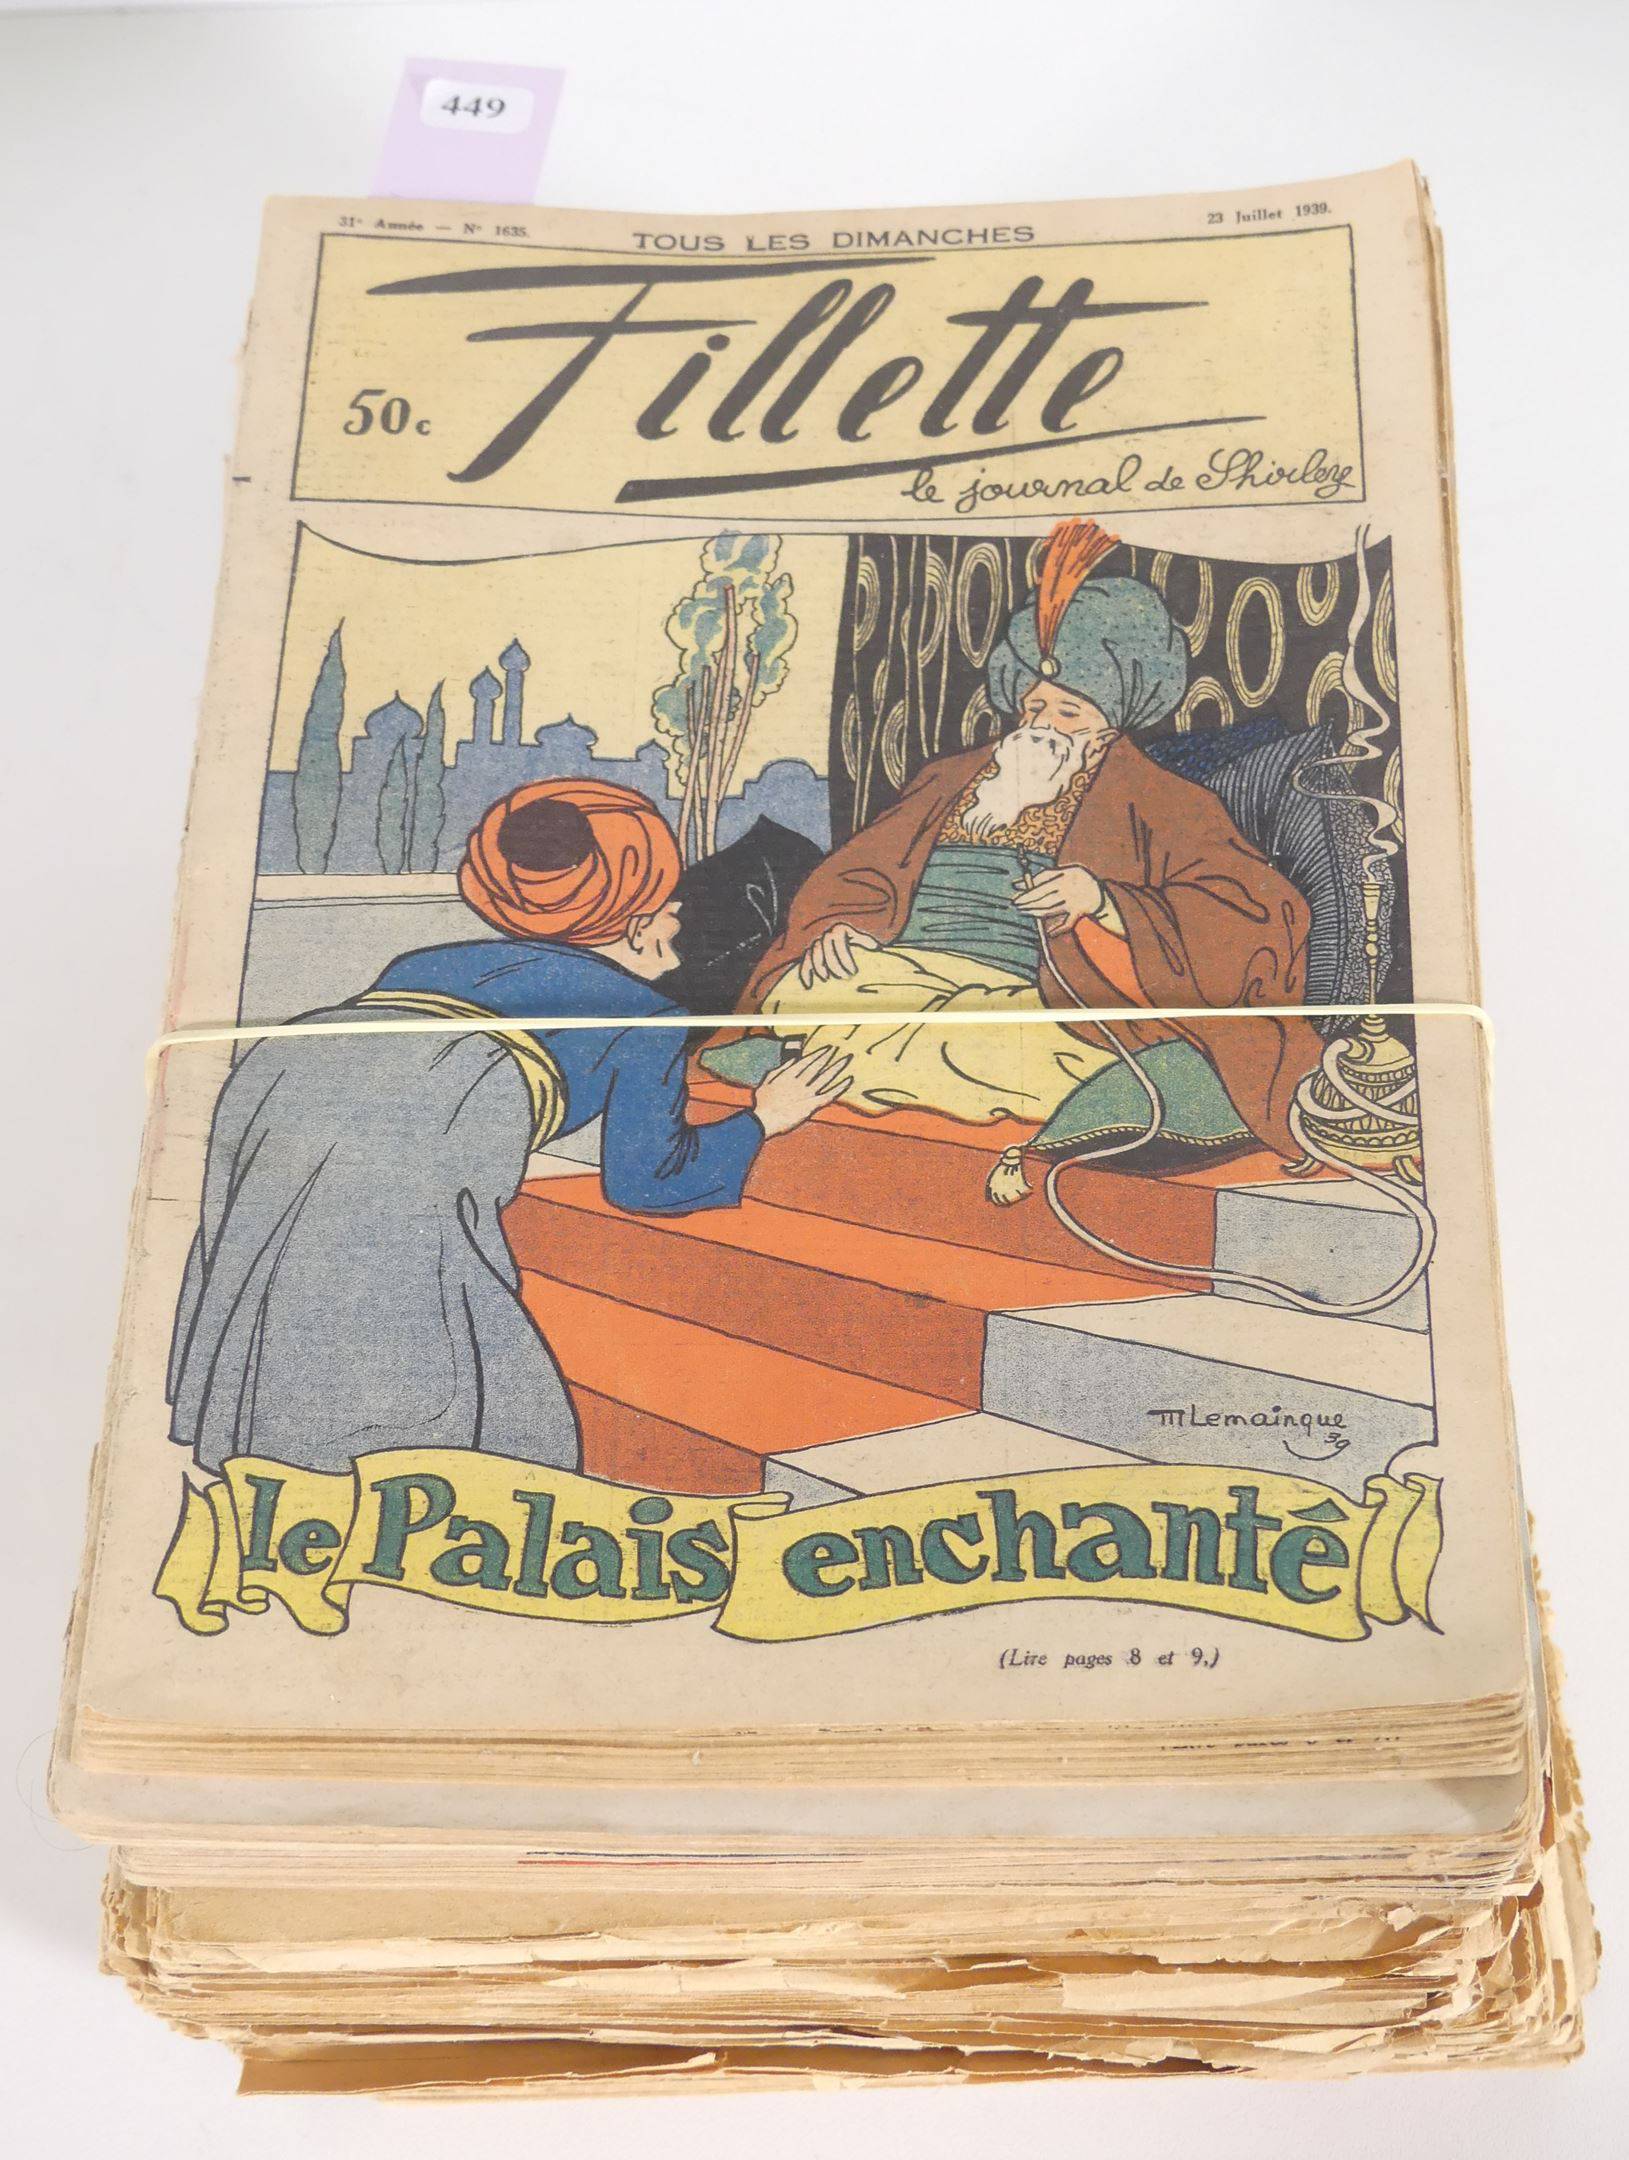 449
31e Année — No 1635.
TOUS LES DIMANCHES
23 Juillet 1939.
Fillette
50c
le journal de Shirley
M Lemainque
39
le Palais enchanté
(Lire pages 8 et 9.)